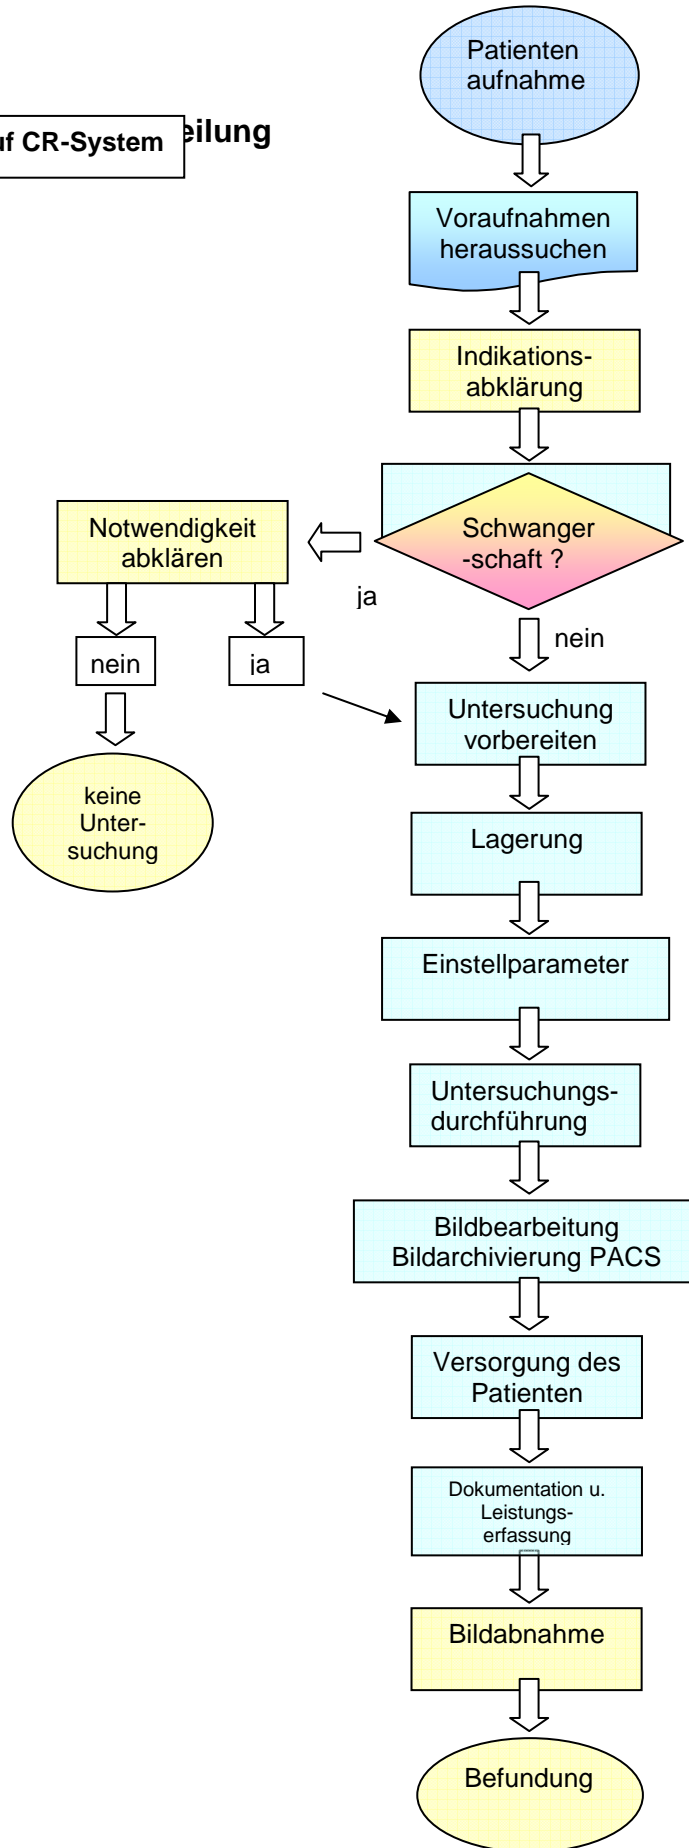 Patienten
aufnahme
uf CR-System
eilung
Voraufnahmen
heraussuchen
Indikations-
abklärung
Schwanger
-schaft ?
Notwendigkeit
abklären
ja
nein
nein
ja
Untersuchung
vorbereiten
keine
Unter-
suchung
Lagerung
Einstellparameter
Untersuchungs-
durchführung
Bildbearbeitung
Bildarchivierung PACS
Versorgung des
Patienten
Dokumentation u.
Leistungs-
erfassung
Bildabnahme
Befundung